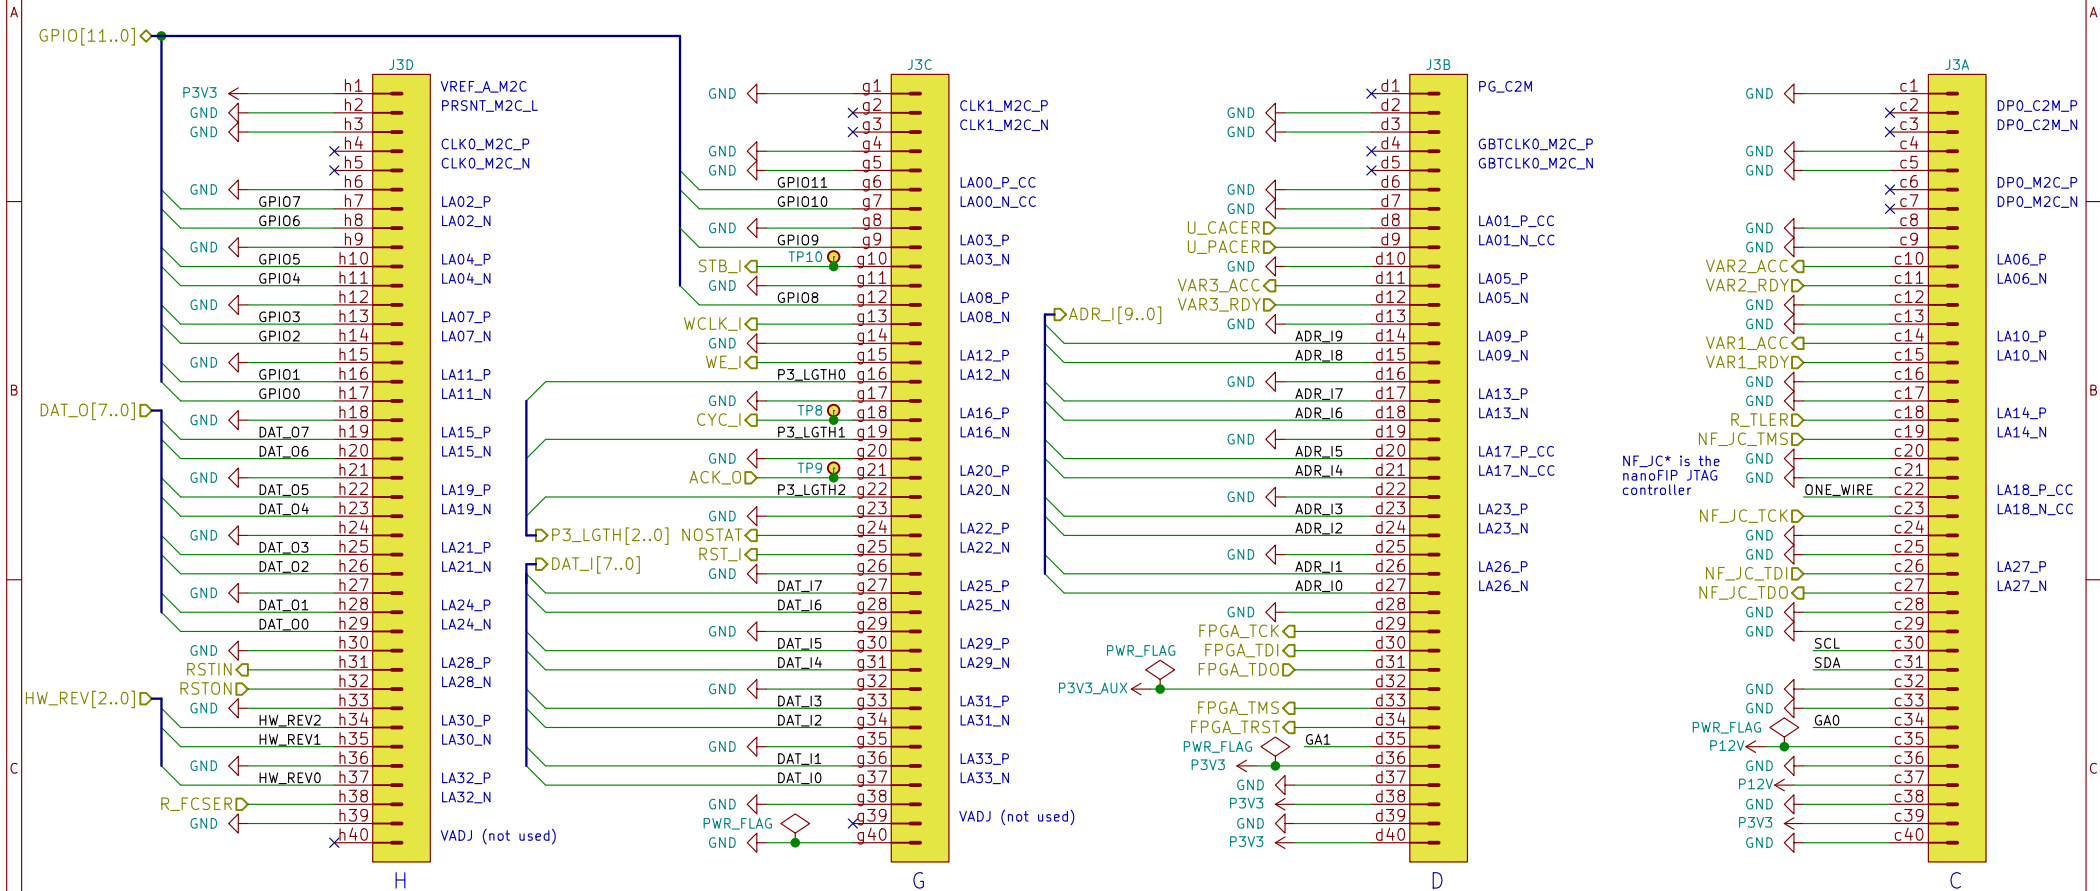 A
A
GPIO[11..0]
J3D
J3C
J3B
J3A
P3V3 h1 VREF_A_M2C
GND h2 PRSNT_M2C_L
GND h3
h4 CLK0_M2C_P
h5 CLK0_M2C_N
GND h6
GPIO7 h7 LA02_P
GPIO6 h8 LA02_N
GND h9
GPIO5 h10 LA04_P
GPIO4 h11 LA04_N
GND h12
GPIO3 h13 LA07_P
GPIO2 h14 LA07_N
GND h15
GPIO1 h16 LA11_P
GPIO0 h17 LA11_N
DAT_O[7..0]
GND h18
DAT_O7 h19 LA15_P
DAT_O6 h20 LA15_N
GND h21
DAT_O5 h22 LA19_P
DAT_O4 h23 LA19_N
GND h24
DAT_O3 h25 LA21_P
DAT_O2 h26 LA21_N
GND h27
DAT_O1 h28 LA24_P
DAT_O0 h29 LA24_N
GND h30
RSTIN h31 LA28_P
RSTON h32 LA28_N
HW_REV[2..0]
GND h33
HW_REV2 h34 LA30_P
HW_REV1 h35 LA30_N
GND h36
HW_REV0 h37 LA32_P
R_FCSER h38 LA32_N
GND h39
h40 VADJ (not used)
H
GND g1
g2 CLK1_M2C_P
g3 CLK1_M2C_N
GND g4
GND g5
GPIO11 g6 LA00_P_CC
GPIO10 g7 LA00_N_CC
GND g8
GPIO9 g9 LA03_P
TP10
STB_I g10 LA03_N
GND g11
GPIO8 g12 LA08_P
WCLK_I g13 LA08_N
GND g14
WE_I g15 LA12_P
P3_LGTH0 g16 LA12_N
GND g17
TP8
CYC_I g18 LA16_P
P3_LGTH1 g19 LA16_N
GND g20
TP9
ACK_O g21 LA20_P
P3_LGTH2 g22 LA20_N
GND g23
P3_LGTH[2..0]
NOSTAT g24 LA22_P
RST_I g25 LA22_N
DAT_I[7..0]
GND g26
DAT_I7 g27 LA25_P
DAT_I6 g28 LA25_N
GND g29
DAT_I5 g30 LA29_P
DAT_I4 g31 LA29_N
GND g32
DAT_I3 g33 LA31_P
DAT_I2 g34 LA31_N
GND g35
DAT_I1 g36 LA33_P
DAT_I0 g37 LA33_N
GND g38
PWR_FLAG g39 VADJ (not used)
GND g40
G
d1 PG_C2M
GND d2
GND d3
d4 GBTCLK0_M2C_P
d5 GBTCLK0_M2C_N
GND d6
GND d7
U_CACER d8 LA01_P_CC
U_PACER d9 LA01_N_CC
GND d10
VAR3_ACC d11 LA05_P
VAR3_RDY d12 LA05_N
ADR_I[9..0]
GND d13
ADR_I9 d14 LA09_P
ADR_I8 d15 LA09_N
GND d16
ADR_I7 d17 LA13_P
ADR_I6 d18 LA13_N
GND d19
ADR_I5 d20 LA17_P_CC
ADR_I4 d21 LA17_N_CC
GND d22
ADR_I3 d23 LA23_P
ADR_I2 d24 LA23_N
GND d25
ADR_I1 d26 LA26_P
ADR_I0 d27 LA26_N
GND d28
FPGA_TCK d29
FPGA_TDI d30
PWR_FLAG
FPGA_TDO d31
P3V3_AUX d32
FPGA_TMS d33
FPGA_TRST d34
PWR_FLAG GA1 d35
P3V3 d36
GND d37
P3V3 d38
GND d39
P3V3 d40
D
GND c1
c2 DP0_C2M_P
c3 DP0_C2M_N
GND c4
GND c5
c6 DP0_M2C_P
c7 DP0_M2C_N
GND c8
GND c9
VAR2_ACC c10 LA06_P
VAR2_RDY c11 LA06_N
GND c12
GND c13
VAR1_ACC c14 LA10_P
VAR1_RDY c15 LA10_N
GND c16
GND c17
R_TLER c18 LA14_P
NF_JC_TMS c19 LA14_N
GND c20
GND c21
NF_JC* is the
nanoFIP JTAG
controller
ONE_WIRE c22 LA18_P_CC
NF_JC_TCK c23 LA18_N_CC
GND c24
GND c25
NF_JC_TDI c26 LA27_P
NF_JC_TDO c27 LA27_N
GND c28
GND c29
SCL c30
SDA c31
GND c32
GND c33
PWR_FLAG GA0 c34
P12V c35
GND c36
P12V c37
GND c38
P3V3 c39
GND c40
C
B
B
C
C